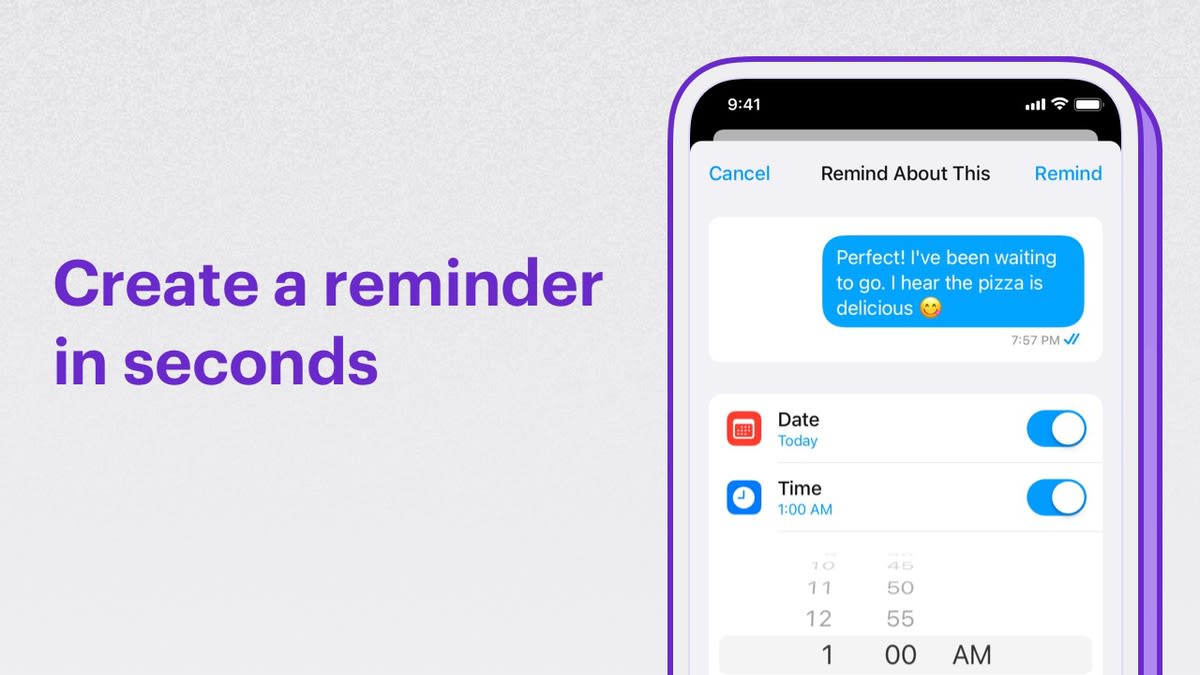 Create a reminder
in seconds
9:41
Cancel Remind About This Remind
Perfect! I've been waiting
to go. I hear the pizza is
delicious 😋
7:57 PM
Date
Today
Time
1:00 AM
10 45
11 50
12 55
1 00 AM